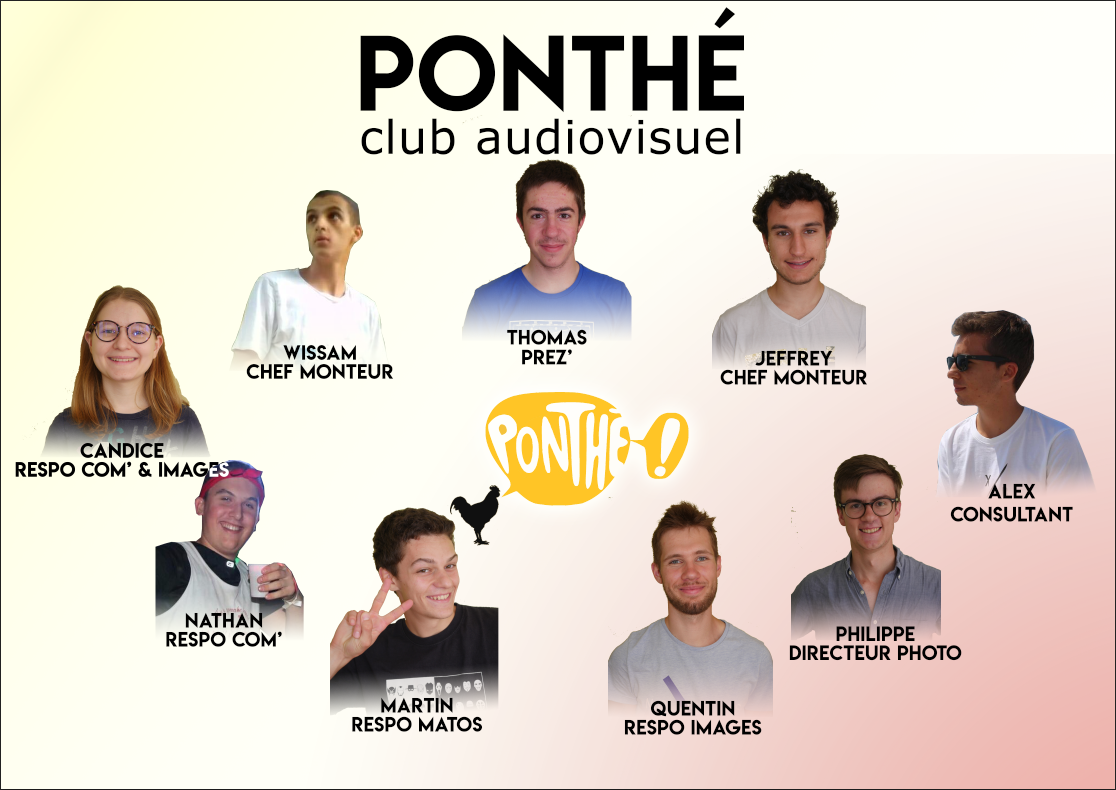 PONTHÉ
club audiovisuel
THOMAS
PREZ'
WISSAM
CHEF MONTEUR
JEFFREY
CHEF MONTEUR
CANDICE
RESPO COM' & IMAGES
PONTHÉ-!
ALEX
CONSULTANT
NATHAN
RESPO COM'
PHILIPPE
DIRECTEUR PHOTO
MARTIN
RESPO MATOS
QUENTIN
RESPO IMAGES